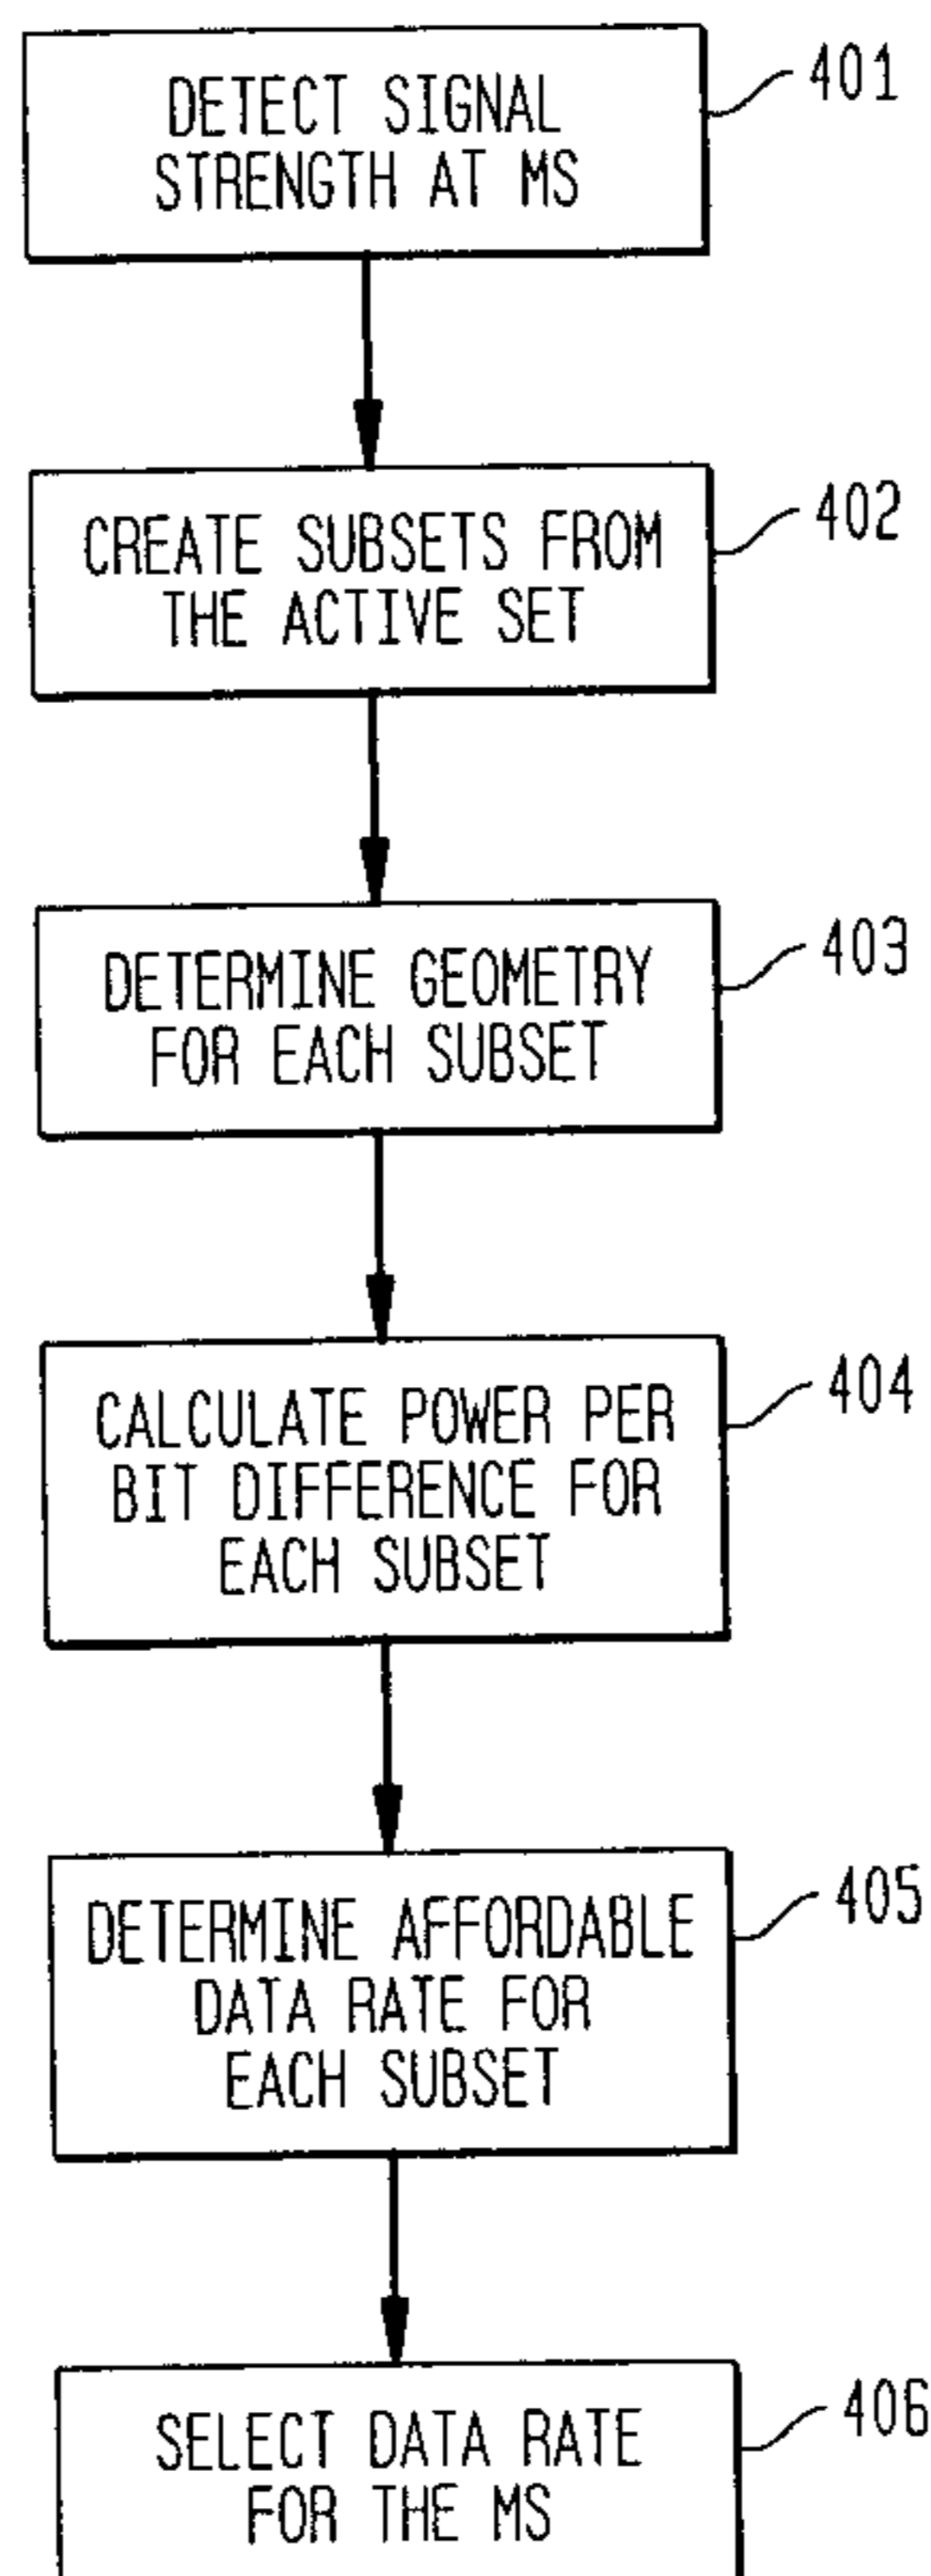 DETECT SIGNAL
STRENGTH AT MS
401
CREATE SUBSETS FROM
THE ACTIVE SET
402
DETERMINE GEOMETRY
FOR EACH SUBSET
403
CALCULATE POWER PER
BIT DIFFERENCE FOR
EACH SUBSET
404
DETERMINE AFFORDABLE
DATA RATE FOR
EACH SUBSET
405
SELECT DATA RATE
FOR THE MS
406